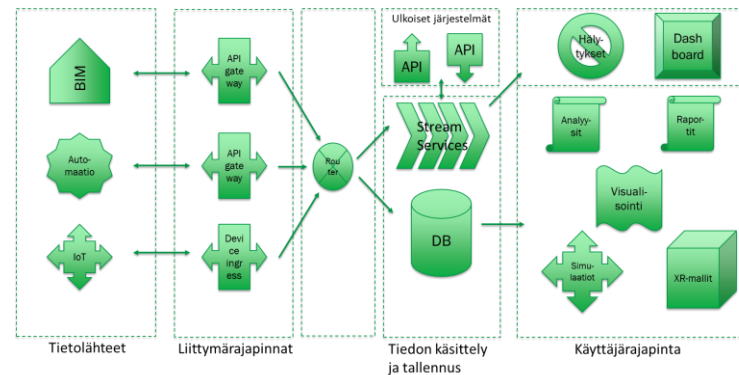 BIM
Auto-
maatio
IoT
Tietolähteet
API
gate
way
API
gate
way
Devi
ce
ingr
ess
Liittymärajapinnat
Rou
ter
Ulkoiset järjestelmät
API
API
Stream
Services
DB
Tiedon käsittely
ja tallennus
Häly-
tykset
Dash
board
Analyy-
sit
Rapor-
tit
Visuali-
sointi
Simu-
laatiot
XR-mallit
Käyttäjärajapinta